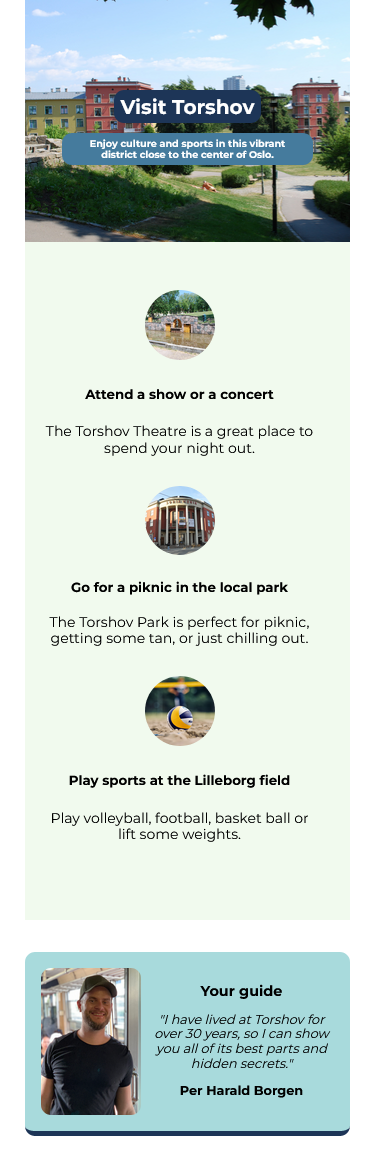 Visit Torshov
Enjoy culture and sports in this vibrant
district close to the center of Oslo.
Attend a show or a concert
The Torshov Theatre is a great place to
spend your night out.
Go for a piknic in the local park
The Torshov Park is perfect for piknic,
getting some tan, or just chilling out.
Play sports at the Lilleborg field
Play volleyball, football, basket ball or
lift some weights.
Your guide
"I have lived at Torshov for
over 30 years, so I can show
you all of its best parts and
hidden secrets."
Per Harald Borgen